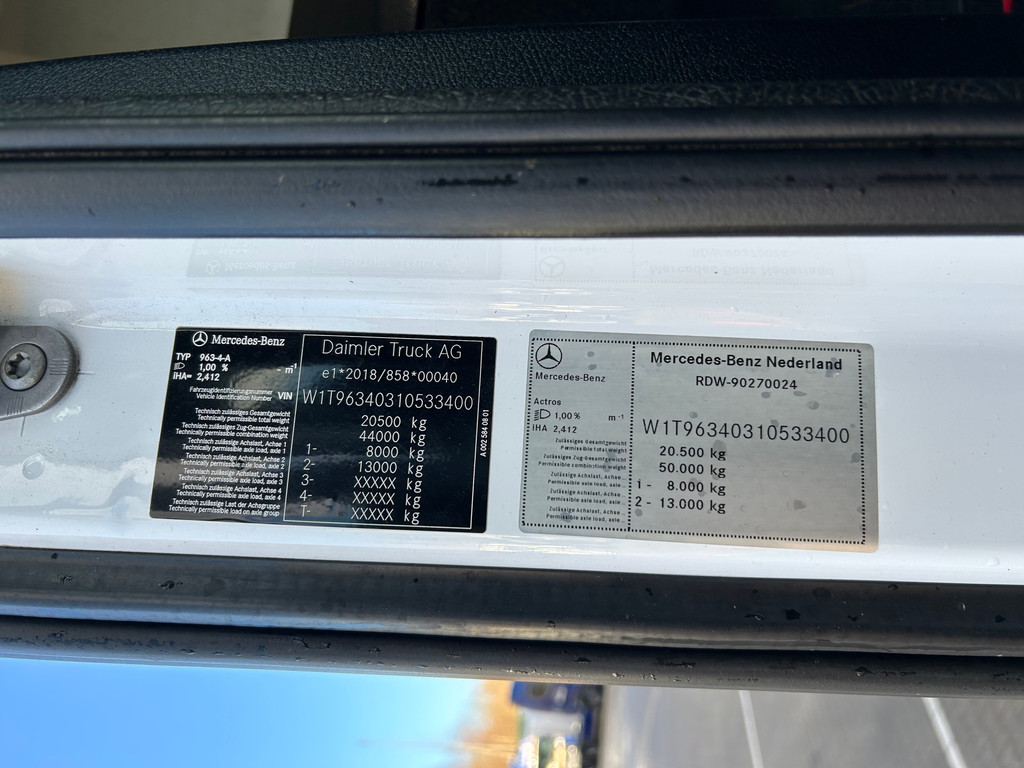 Mercedes-Benz
TYP 963-4-A
1,00 % - m⁻¹
IHA= 2,412
Fahrzeugidentifizierungsnummer
Vehicle Identification Number VIN
Technisch zulässiges Gesamtgewicht
Technically permissible total weight
Technisch zulässiges Zug-Gesamtgewicht
Technically permissible combination weight
Technisch zulässige Achslast, Achse 1
Technically permissible axle load, axle 1
Technisch zulässige Achslast, Achse 2
Technically permissible axle load, axle 2
Technisch zulässige Achslast, Achse 3
Technically permissible axle load, axle 3
Technisch zulässige Achslast, Achse 4
Technically permissible axle load, axle 4
Technisch zulässige Last der Achsgruppe
Technically permissible load on axle group
Daimler Truck AG
e1*2018/858*00040
W1T96340310533400
20500 kg
44000 kg
1- 8000 kg
2- 13000 kg
3- XXXXX kg
4- XXXXX kg
T- XXXXX kg
A 002 584 08 01
Mercedes-Benz
Actros
1,00 % m⁻¹
IHA 2,412
Zulässiges Gesamtgewicht
Permissible total weight
Zulässiges Zug-Gesamtgewicht
Permissible combination weight
Zulässige Achslast, Achse
Permissible axle load, axle
Zulässige Achslast, Achse
Permissible axle load, axle
Zulässige Achslast, Achse
Permissible axle load, axle
Mercedes-Benz Nederland
RDW-90270024
W1T96340310533400
20.500 kg
50.000 kg
1 - 8.000 kg
2 - 13.000 kg